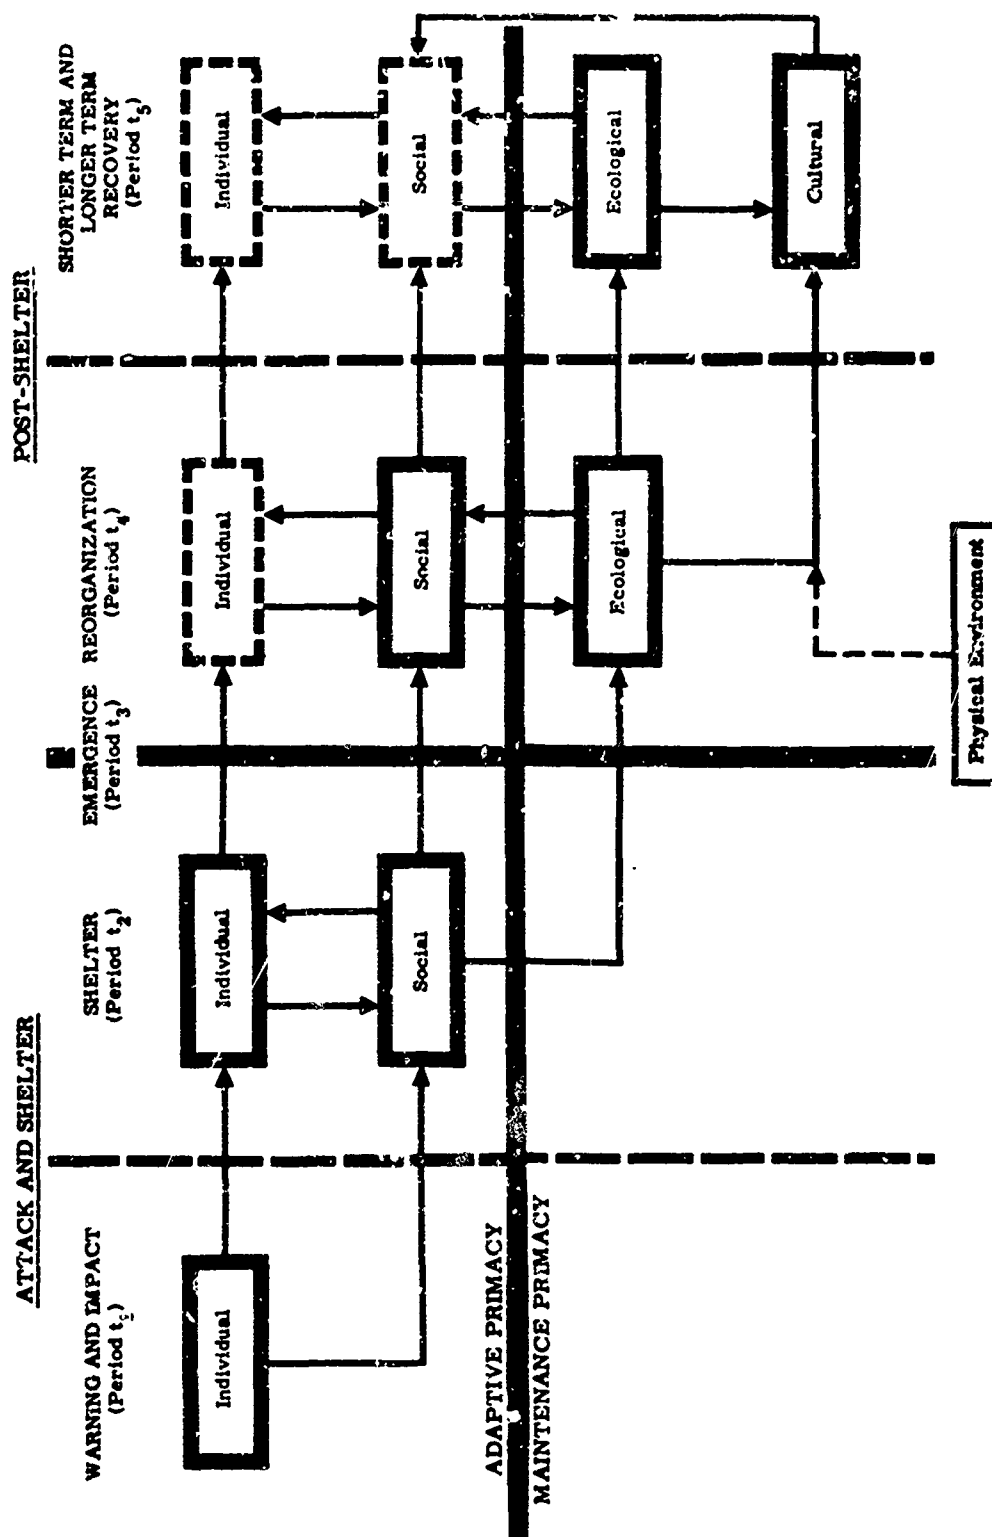 ATTACK AND SHELTER
POST-SHELTER
WARNING AND IMPACT
(Period t
SHELTER
(Period t2)
EMERGENCE
(Period t3)
REORGANIZATION
(Period t4)
SHORTER TERM AND
LONGER TERM
RECOVERY
(Period t5)
Individual
Individual
Individual
Individual
Social
Social
Social
ADAPTIVE PRIMACY
MAINTENANCE PRIMACY
Ecological
Ecological
Cultural
Physical Environment